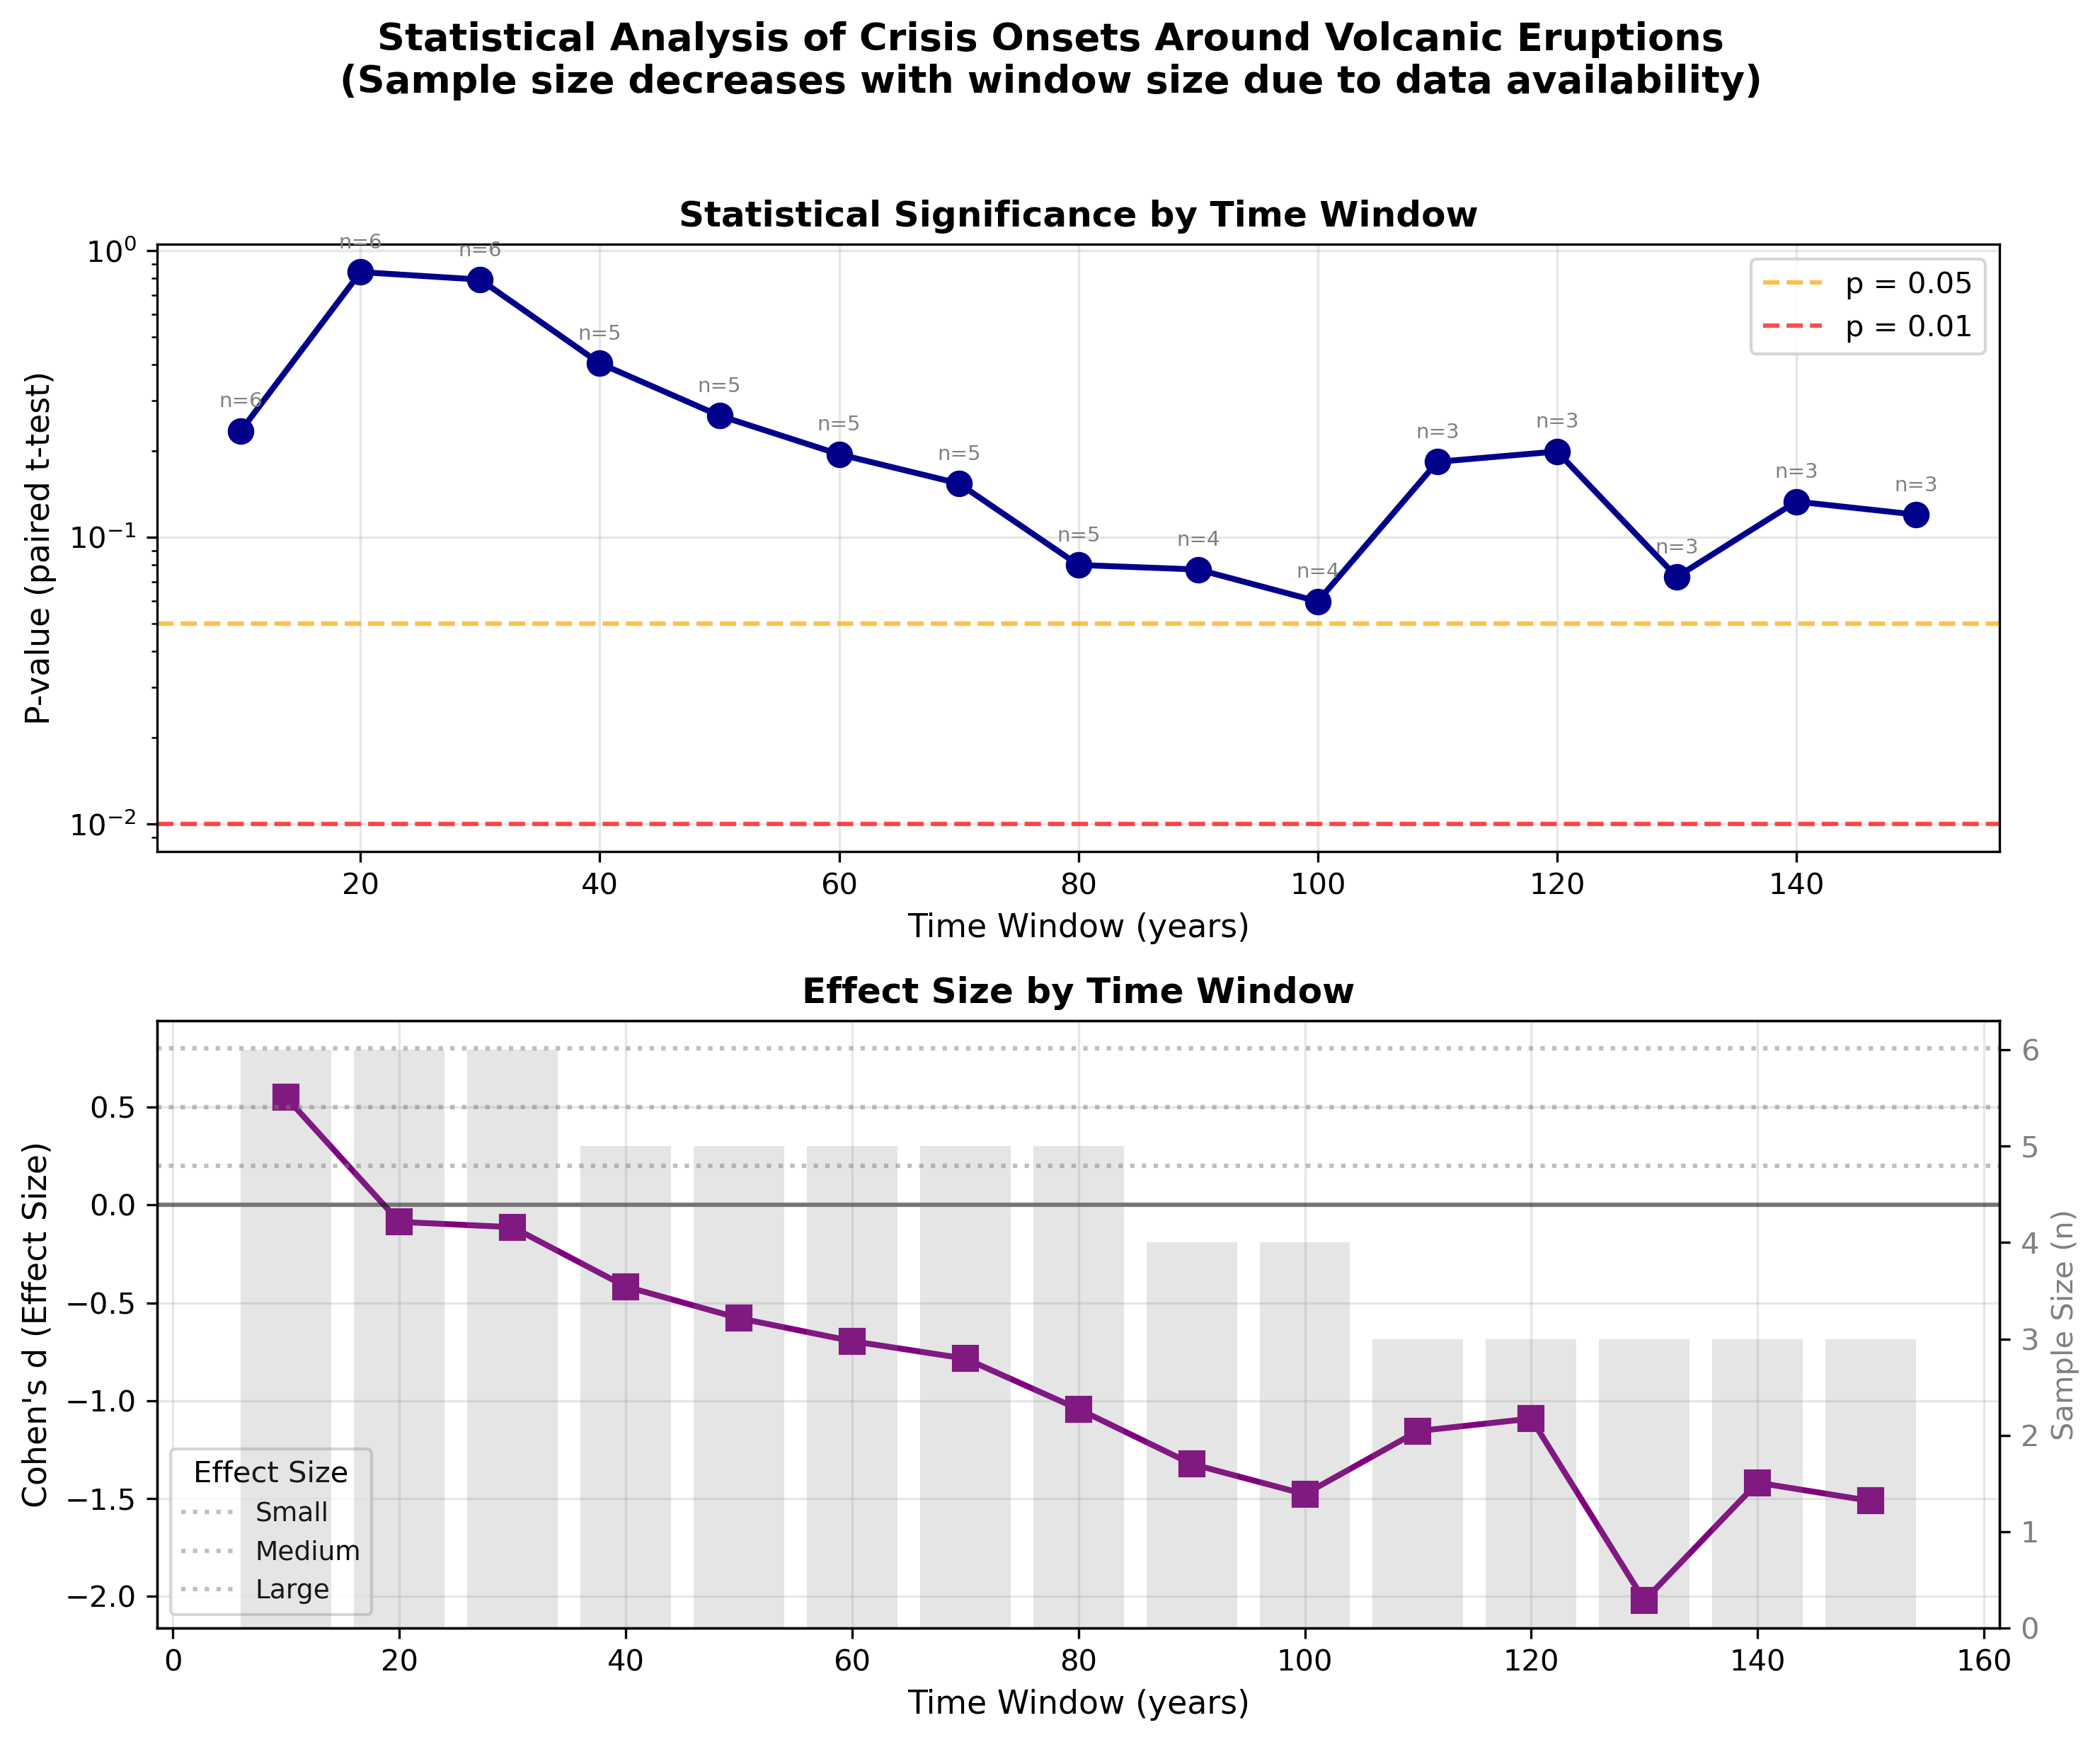 Statistical Analysis of Crisis Onsets Around Volcanic Eruptions
(Sample size decreases with window size due to data availability)
Statistical Significance by Time Window
P-value (paired t-test)
10⁰
10⁻¹
10⁻²
n=6
n=6
n=6
n=5
n=5
n=5
n=5
n=5
n=4
n=4
n=3
n=3
n=3
n=3
n=3
p = 0.05
p = 0.01
20 40 60 80 100 120 140
Time Window (years)
Effect Size by Time Window
Cohen's d (Effect Size)
0.5
0.0
−0.5
−1.0
−1.5
−2.0
Effect Size
Small
Medium
Large
6
5
4
3
2
1
0
Sample Size (n)
0 20 40 60 80 100 120 140 160
Time Window (years)